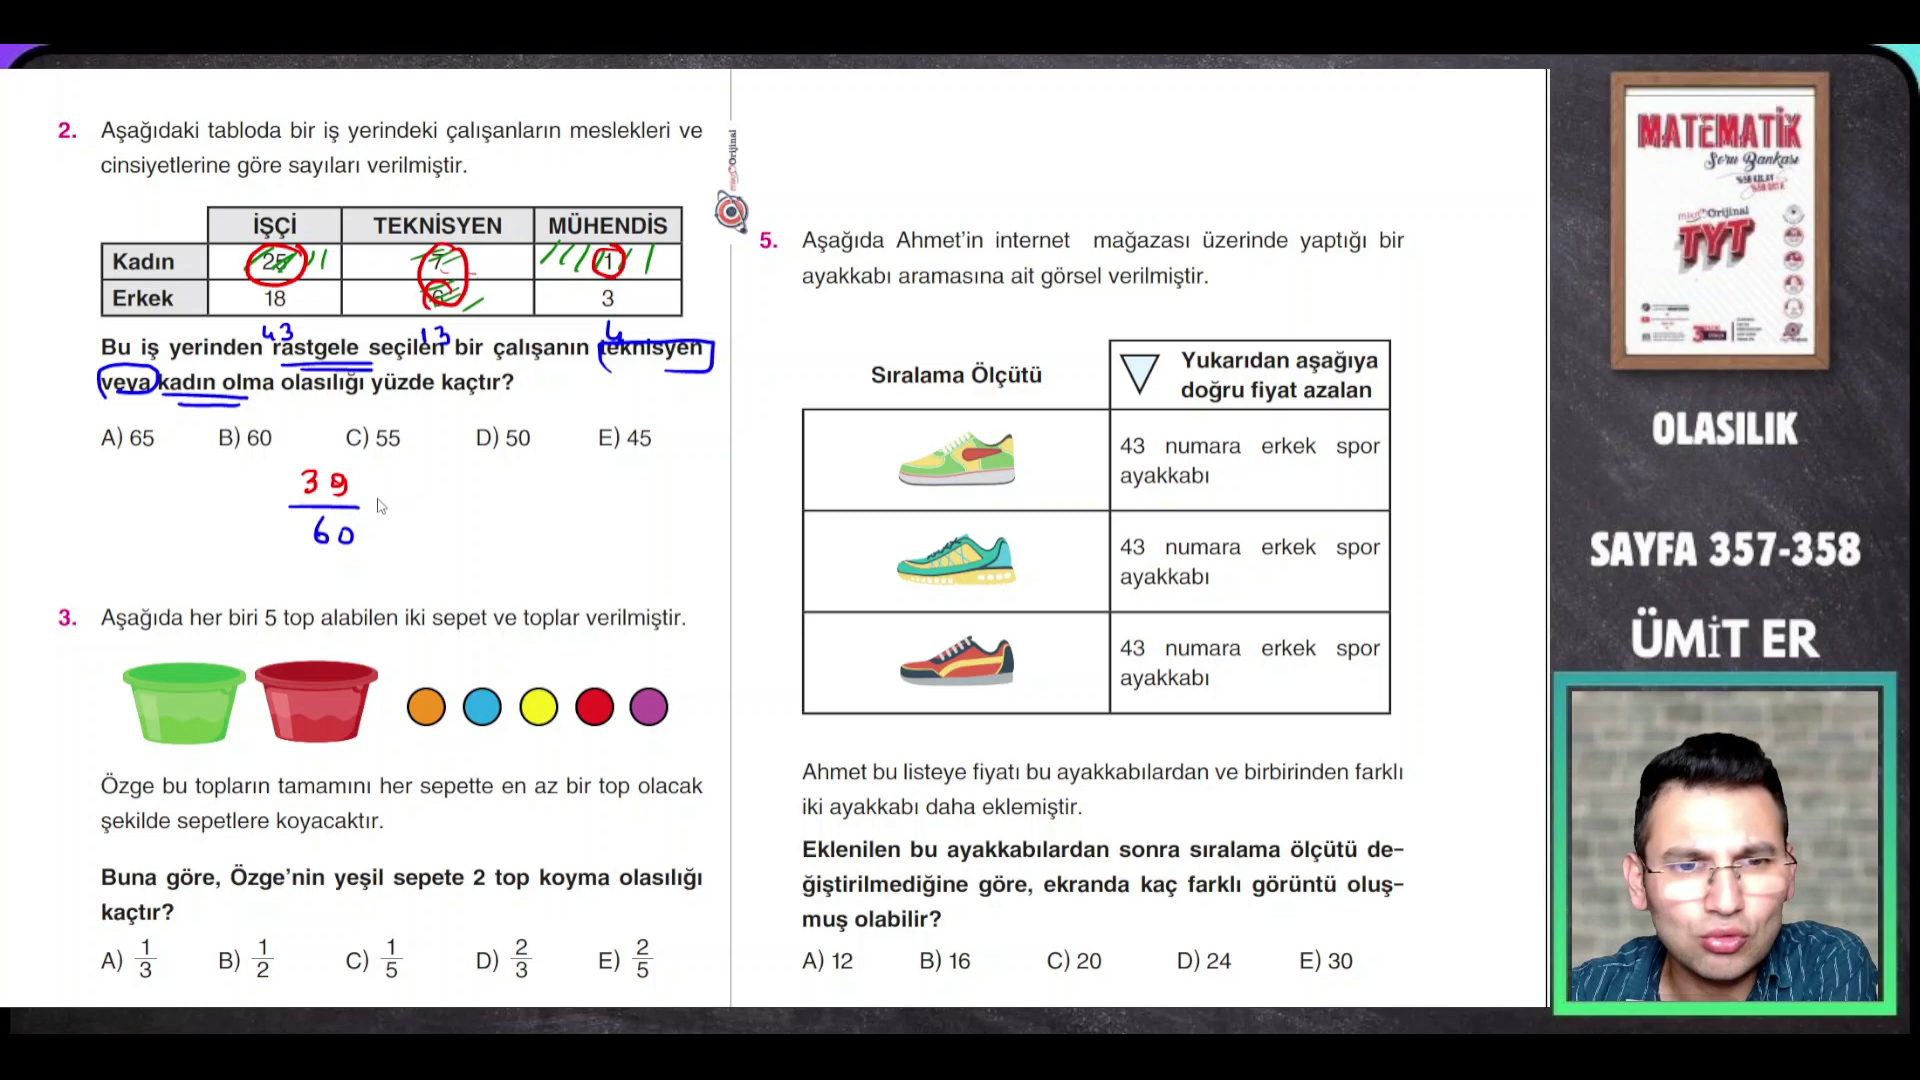 2. Aşağıdaki tabloda bir iş yerindeki çalışanların meslekleri ve
cinsiyetlerine göre sayıları verilmiştir.
İŞÇİ TEKNİSYEN MÜHENDİS
Kadın 25 7 1
Erkek 18 6 3
43 13 4
Bu iş yerinden rastgele seçilen bir çalışanın teknisyen
veya kadın olma olasılığı yüzde kaçtır?
A) 65 B) 60 C) 55 D) 50 E) 45
39
60
3. Aşağıda her biri 5 top alabilen iki sepet ve toplar verilmiştir.
Özge bu topların tamamını her sepette en az bir top olacak
şekilde sepetlere koyacaktır.
Buna göre, Özge'nin yeşil sepete 2 top koyma olasılığı
kaçtır?
A) 1/3 B) 1/2 C) 1/5 D) 2/3 E) 2/5
Orijinal
5. Aşağıda Ahmet'in internet mağazası üzerinde yaptığı bir
ayakkabı aramasına ait görsel verilmiştir.
Sıralama Ölçütü
Yukarıdan aşağıya
doğru fiyat azalan
43 numara erkek spor
ayakkabı
43 numara erkek spor
ayakkabı
43 numara erkek spor
ayakkabı
Ahmet bu listeye fiyatı bu ayakkabılardan ve birbirinden farklı
iki ayakkabı daha eklemiştir.
Eklenilen bu ayakkabılardan sonra sıralama ölçütü de-
ğiştirilmediğine göre, ekranda kaç farklı görüntü oluş-
muş olabilir?
A) 12 B) 16 C) 20 D) 24 E) 30
MATEMATİK
Soru Bankası
Orijinal
TYT
OLASILIK
SAYFA 357-358
ÜMİT ER